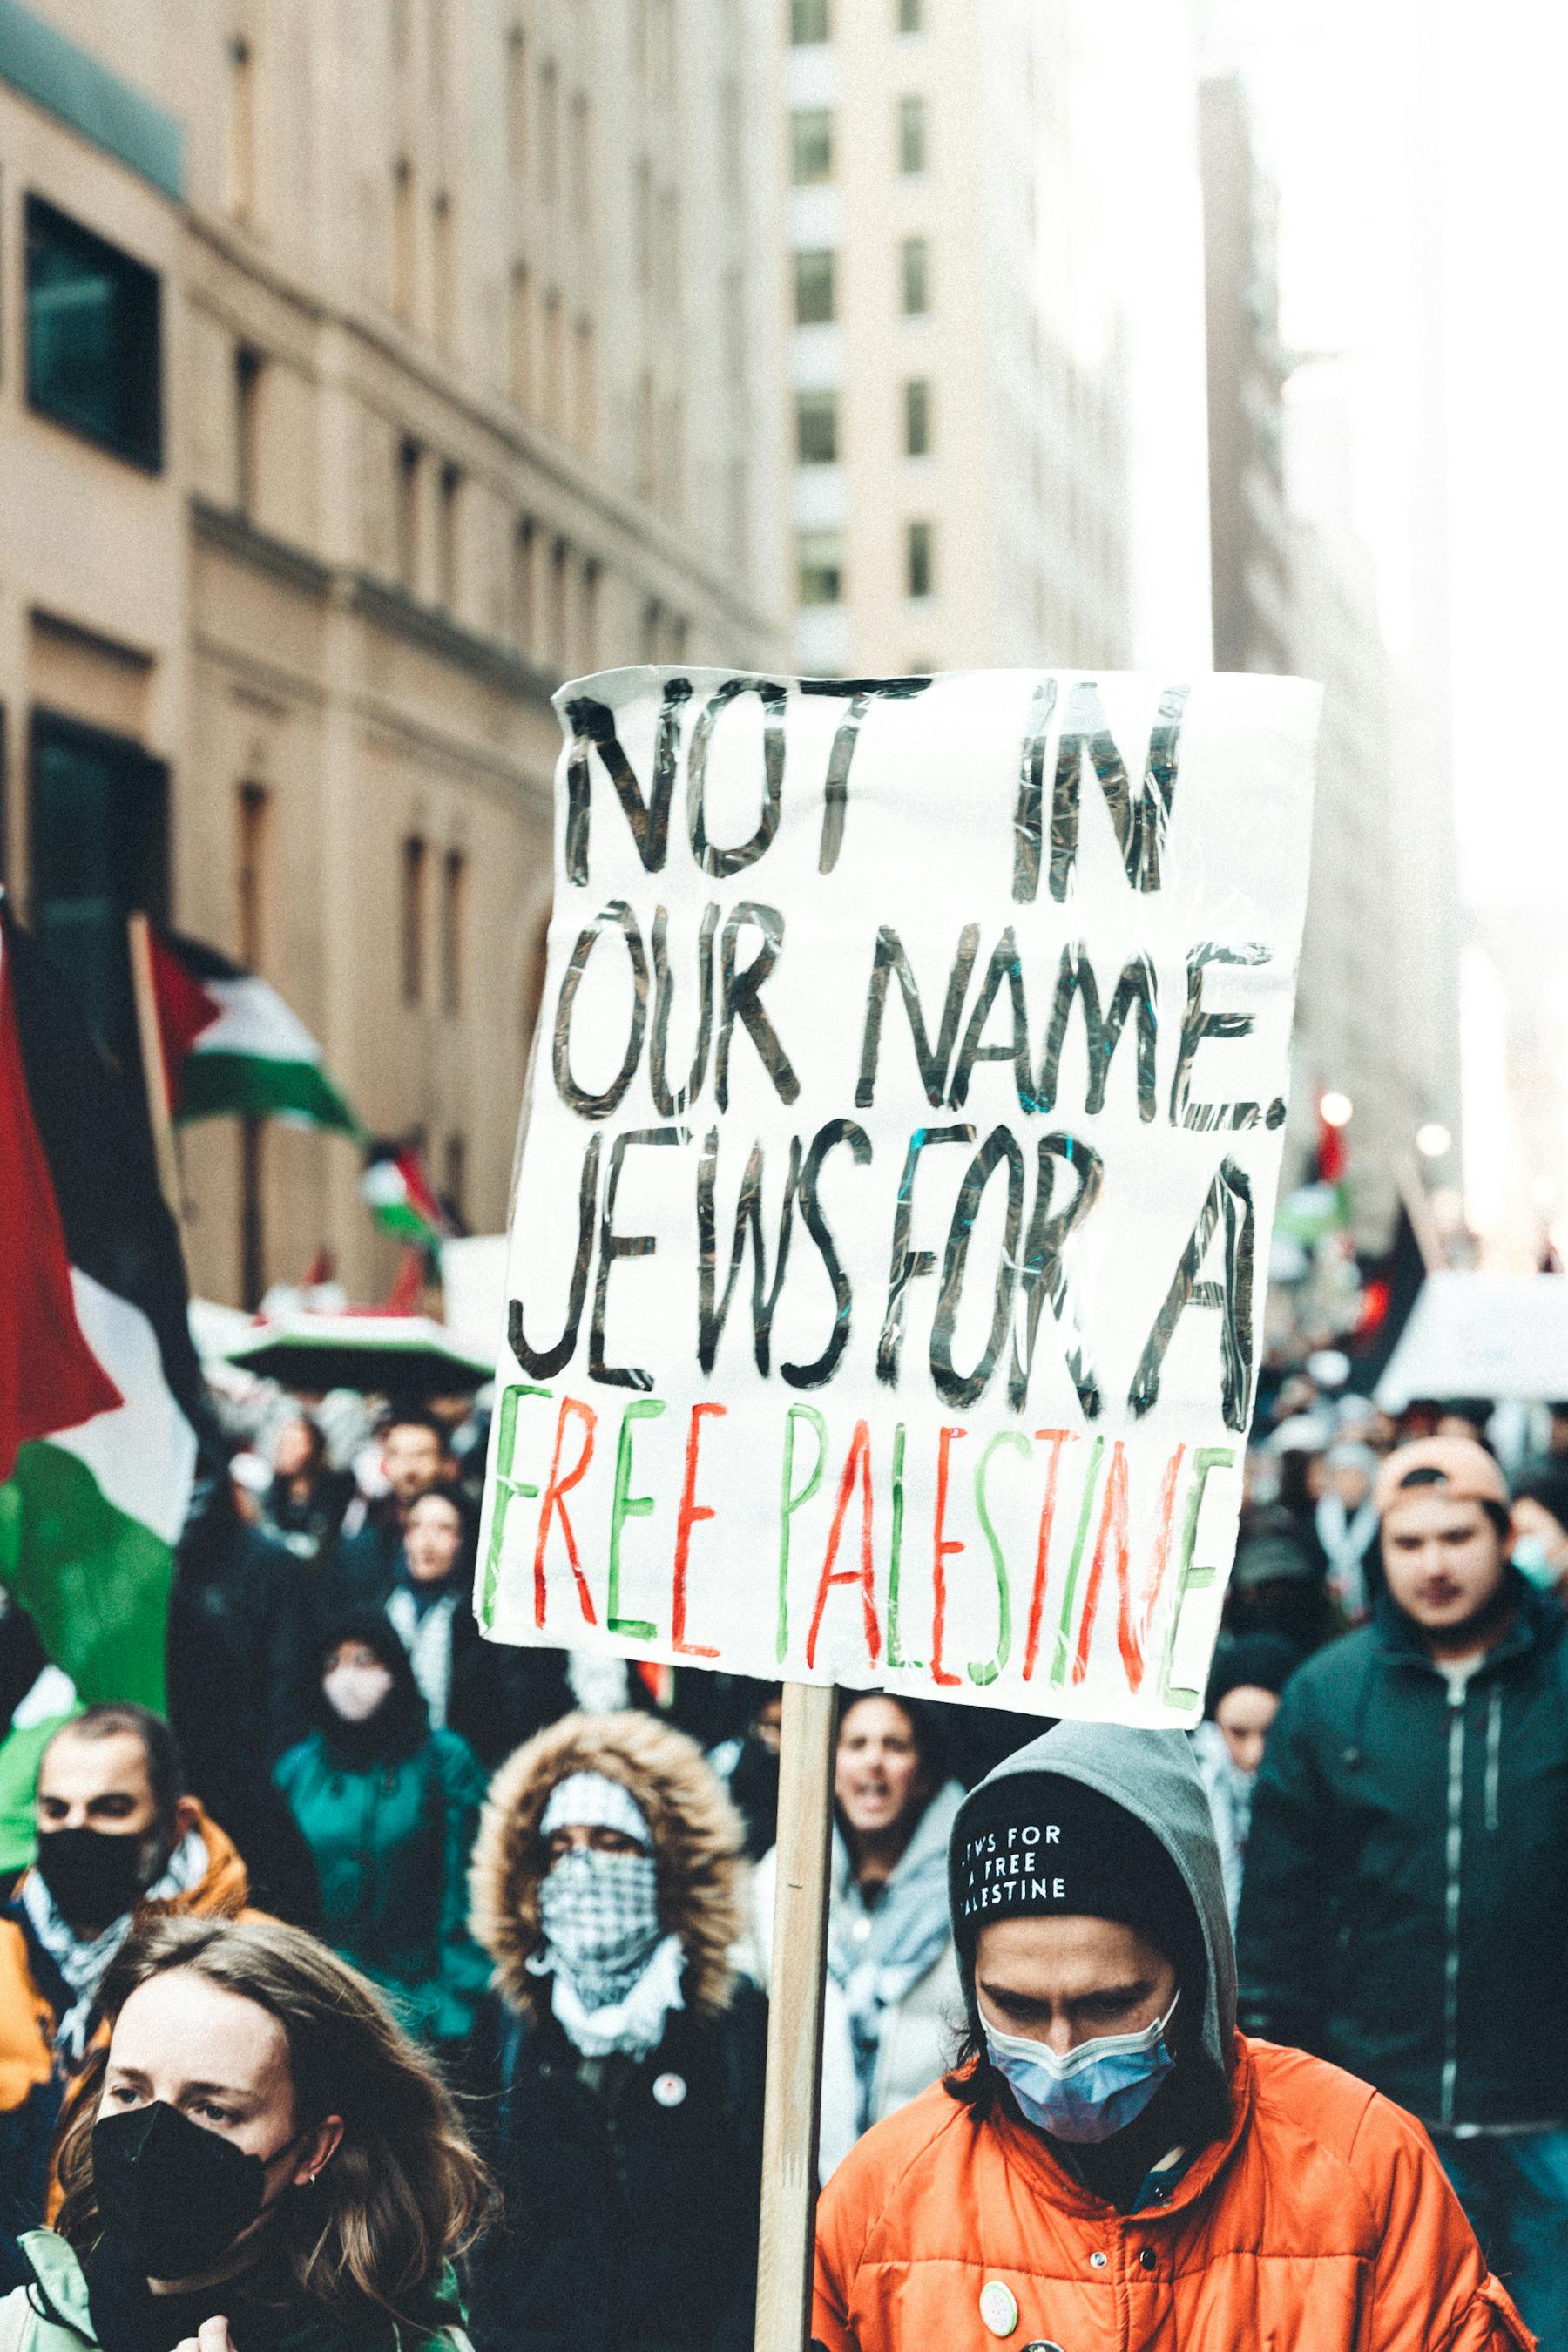 NOT IN
OUR NAME.
JEWS FOR A
FREE PALESTINE
FOR
FREE